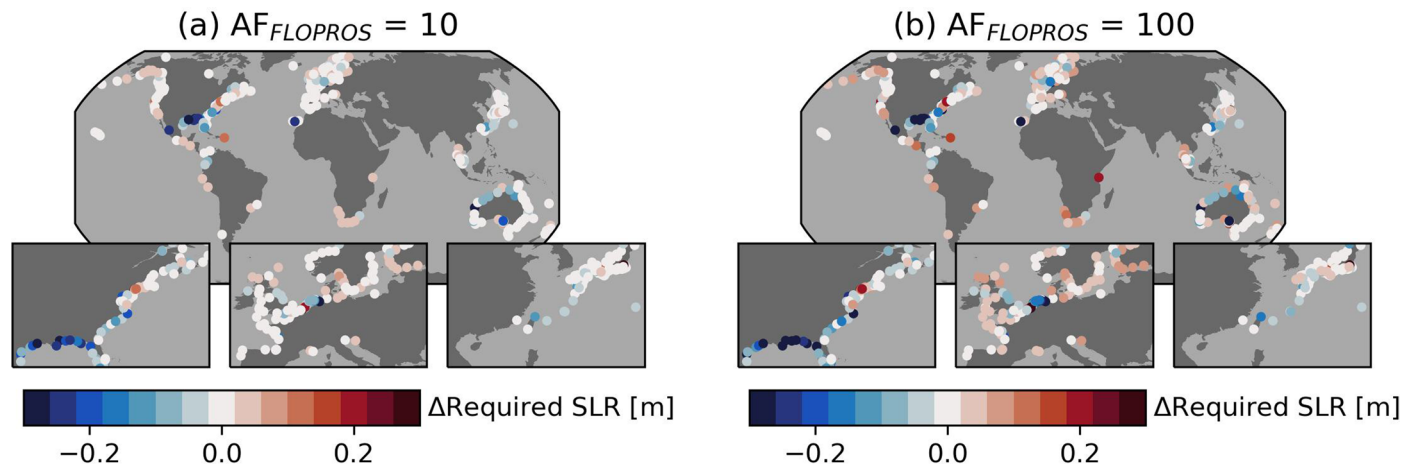 (a) AF_FLOPROS = 10
(b) AF_FLOPROS = 100
ΔRequired SLR [m]
−0.2 0.0 0.2
ΔRequired SLR [m]
−0.2 0.0 0.2